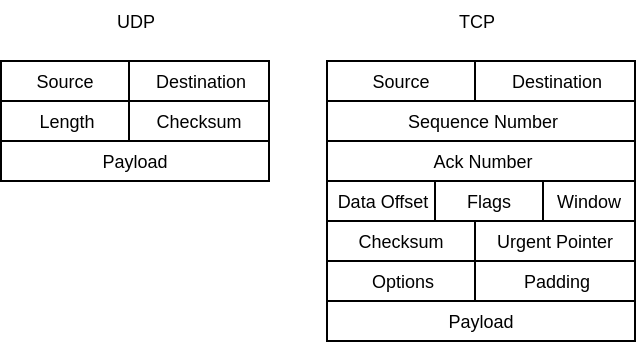 UDP
Source Destination
Length Checksum
Payload
TCP
Source Destination
Sequence Number
Ack Number
Data Offset Flags Window
Checksum Urgent Pointer
Options Padding
Payload